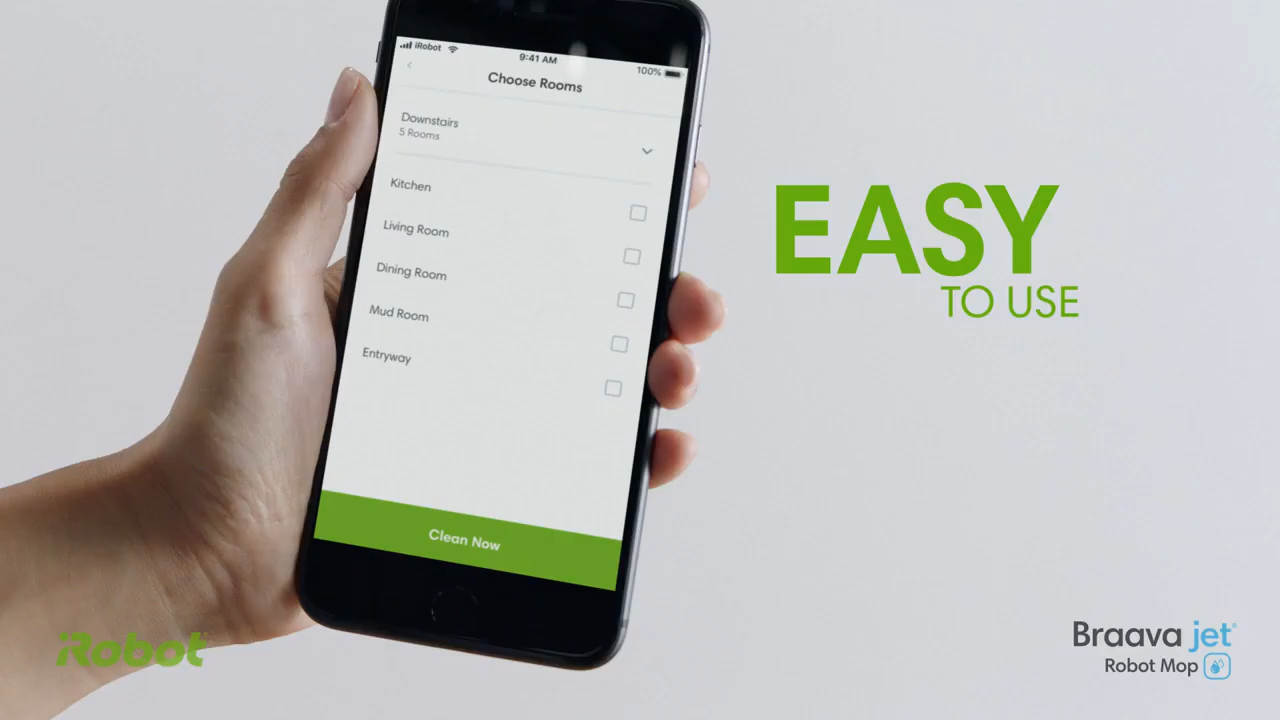 iRobot
9:41 AM
100%
Choose Rooms
Downstairs
5 Rooms
Kitchen
Living Room
Dining Room
Mud Room
Entryway
Clean Now
EASY
TO USE
iRobot
Braava jet®
Robot Mop